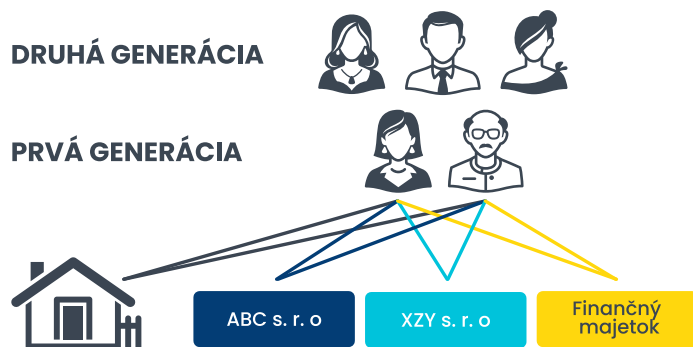 DRUHÁ GENERÁCIA
PRVÁ GENERÁCIA
ABC s. r. o
XZY s. r. o
Finančný
majetok